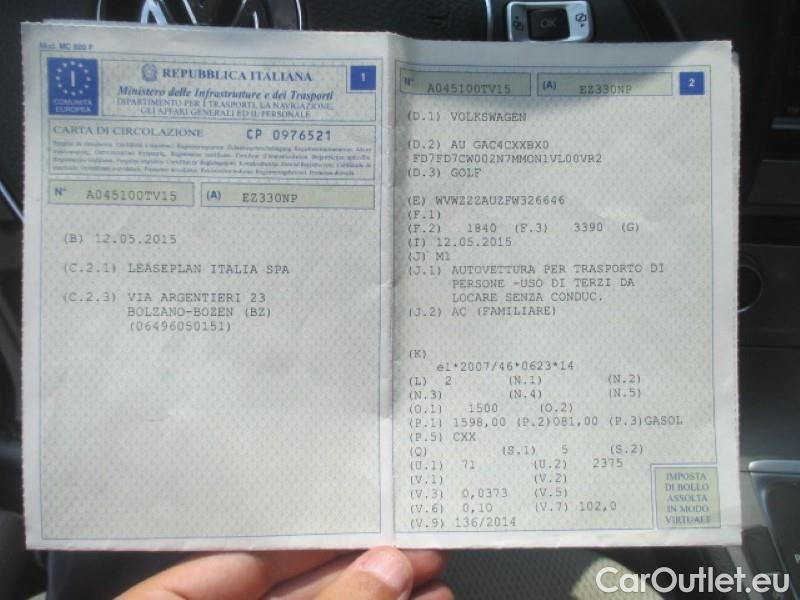 OK
Mod. MC 820 F
I
COMUNITÀ
EUROPEA
REPUBBLICA ITALIANA
1
Ministero delle Infrastrutture e dei Trasporti
DIPARTIMENTO PER I TRASPORTI, LA NAVIGAZIONE,
GLI AFFARI GENERALI ED IL PERSONALE
CARTA DI CIRCOLAZIONE CP 0976521
N° A045100TV15 (A) EZ330NP
(B) 12.05.2015
(C.2.1) LEASEPLAN ITALIA SPA
(C.2.3) VIA ARGENTIERI 23
BOLZANO-BOZEN (BZ)
(06496050151)
N° A045100TV15 (A) EZ330NP 2
(D.1) VOLKSWAGEN
(D.2) AU GAC4CXXBX0
FD7FD7CW002N7MMON1VL00VR2
(D.3) GOLF
(E) WVWZZZAUZFW326646
(F.1)
(F.2) 1840 (F.3) 3390 (G)
(I) 12.05.2015
(J) M1
(J.1) AUTOVETTURA PER TRASPORTO DI
PERSONE -USO DI TERZI DA
LOCARE SENZA CONDUC.
(J.2) AC (FAMILIARE)
(K)
e1*2007/46*0623*14
(L) 2 (N.1) (N.2)
(N.3) (N.4) (N.5)
(O.1) 1500 (O.2)
(P.1) 1598,00 (P.2)081,00 (P.3)GASOL
(P.5) CXX
(Q) (S.1) 5 (S.2)
(U.1) 71 (U.2) 2375
(V.1) (V.2)
(V.3) 0,0373 (V.5)
(V.6) 0,10 (V.7) 102,0
(V.9) 136/2014
IMPOSTA
DI BOLLO
ASSOLTA
IN MODO
VIRTUALE
CarOutlet.eu